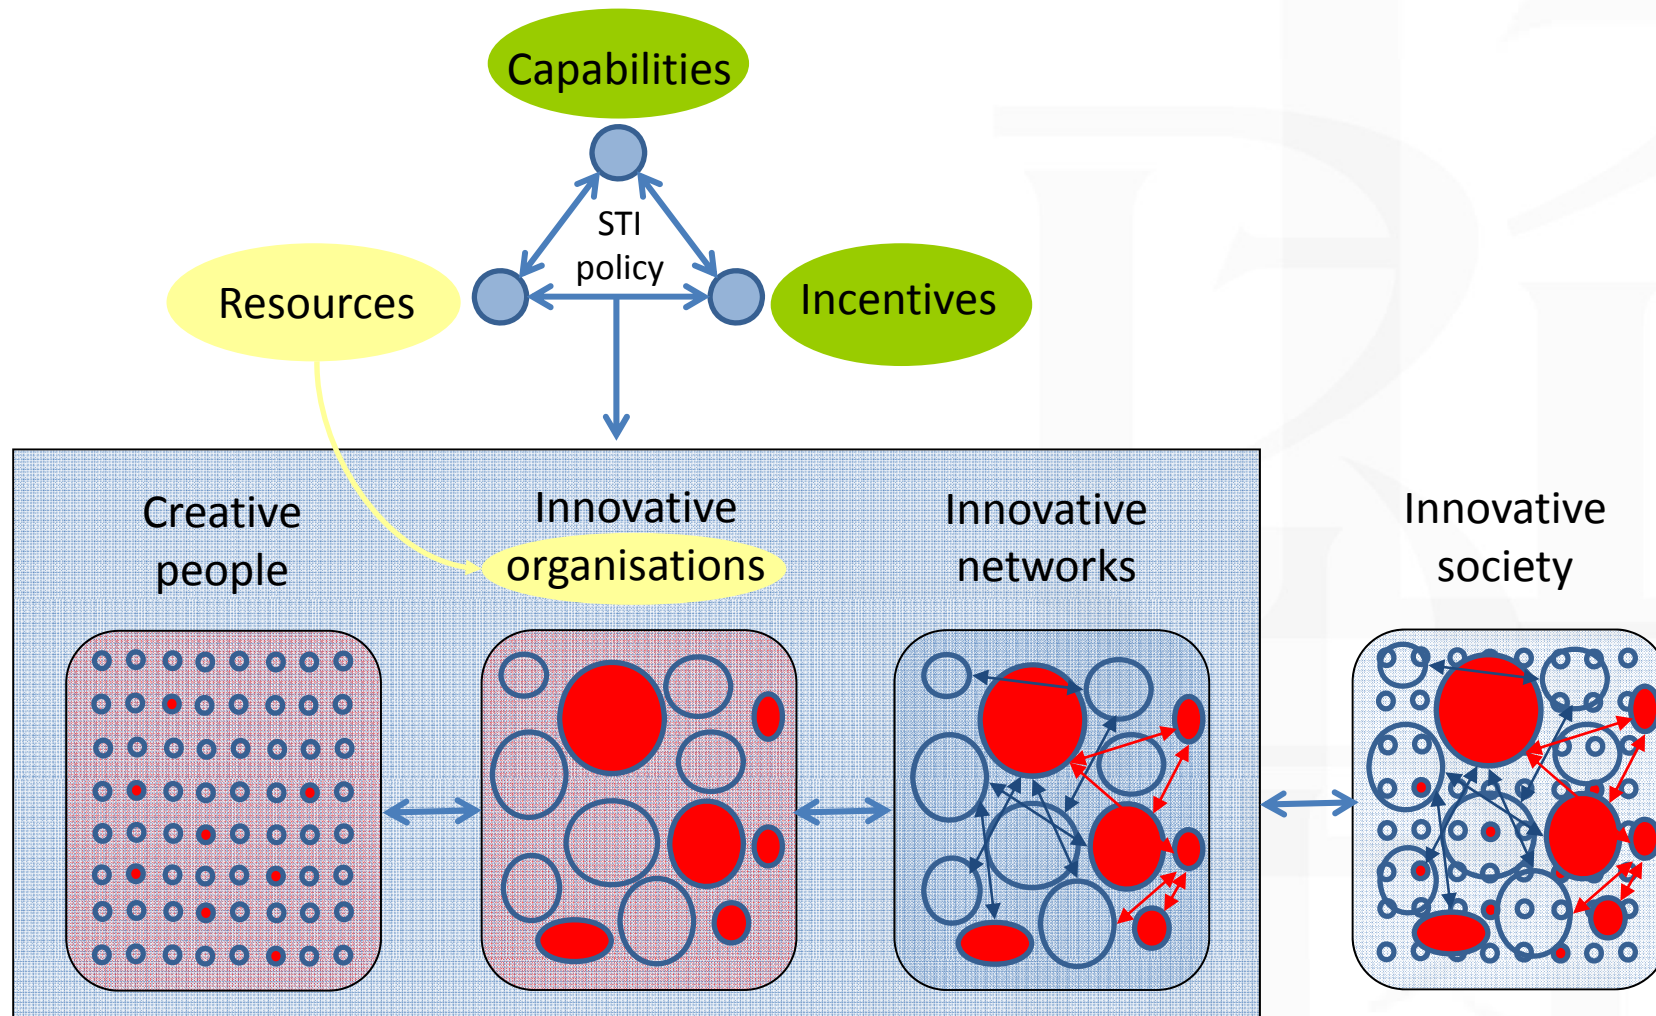 Capabilities
STI
policy
Resources
Incentives
Creative
people
Innovative
organisations
Innovative
networks
Innovative
society